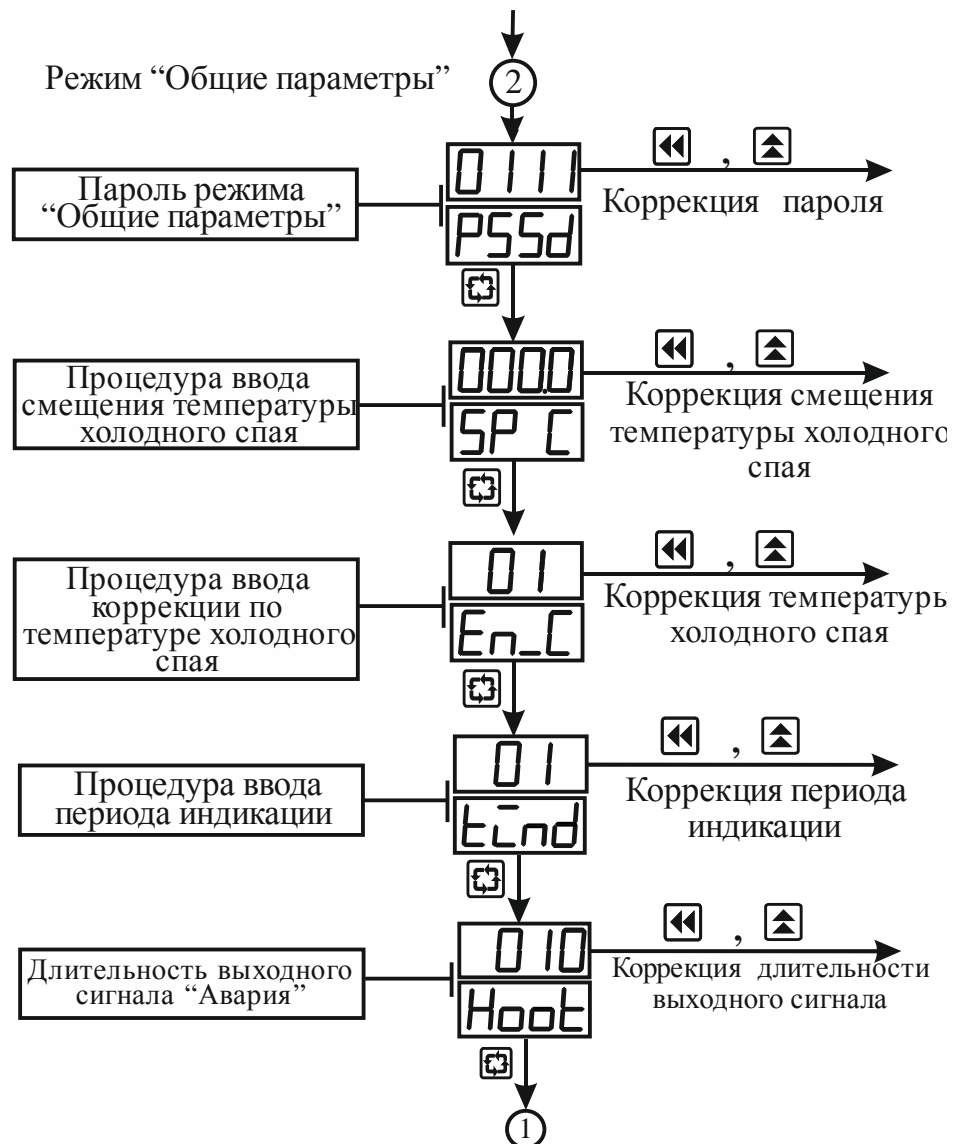 Режим “Общие параметры”
2
0111
Пароль режима
“Общие параметры”
,
Коррекция пароля
PSSd
000.0
Процедура ввода
смещения температуры
холодного спая
,
Коррекция смещения
температуры холодного
спая
SP C
01
Процедура ввода
коррекции по
температуре холодного
спая
,
Коррекция температуры
холодного спая
En_C
01
Процедура ввода
периода индикации
,
Коррекция периода
индикации
tind
010
Длительность выходного
сигнала “Авария”
,
Коррекция длительности
выходного сигнала
Hoot
1